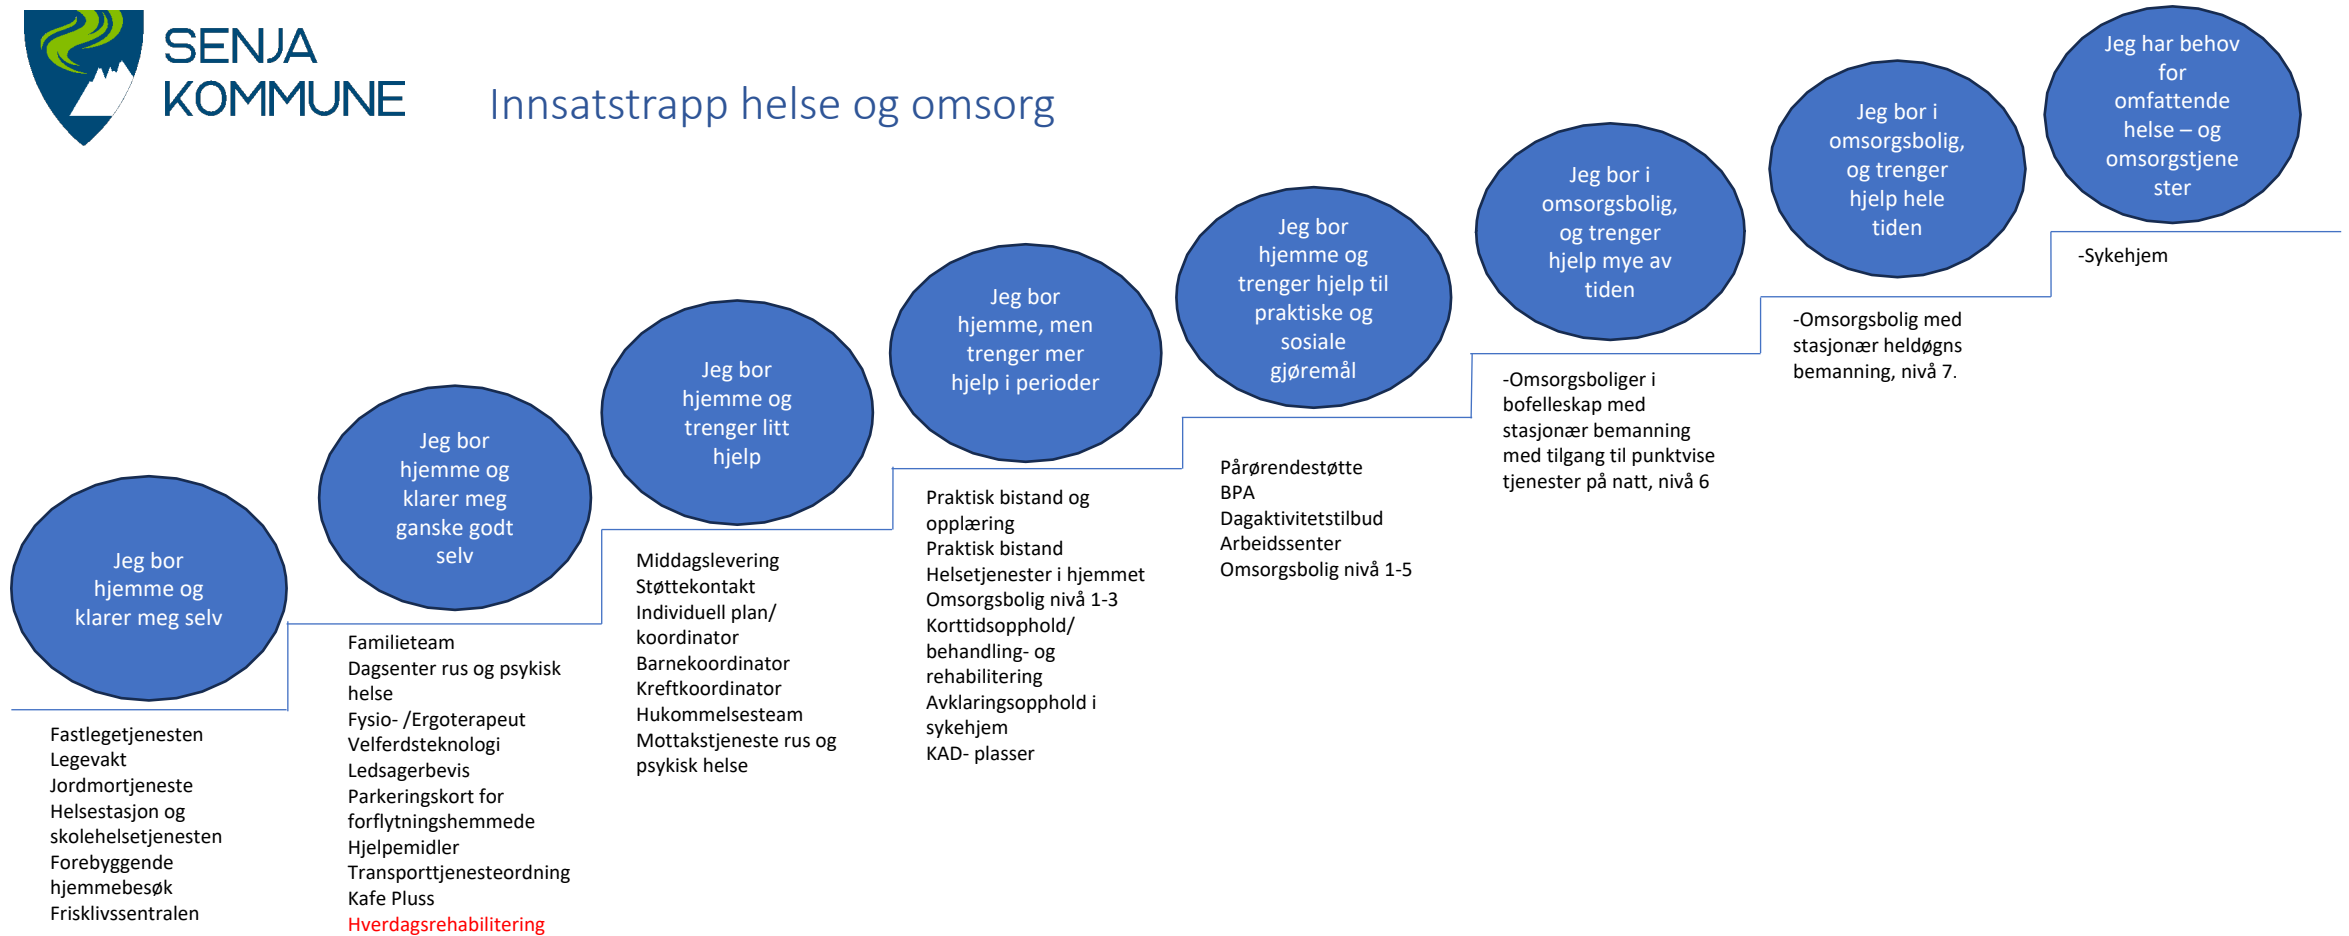 SENJA
KOMMUNE
Innsatstrapp helse og omsorg
Jeg bor
hjemme og
klarer meg selv
Fastlegetjenesten
Legevakt
Jordmortjeneste
Helsestasjon og
skolehelsetjenesten
Forebyggende
hjemmebesøk
Frisklivssentralen
Jeg bor
hjemme og
klarer meg
ganske godt
selv
Familieteam
Dagsenter rus og psykisk
helse
Fysio- /Ergoterapeut
Velferdsteknologi
Ledsagerbevis
Parkeringskort for
forflytningshemmede
Hjelpemidler
Transporttjenesteordning
Kafe Pluss
Hverdagsrehabilitering
Jeg bor
hjemme og
trenger litt
hjelp
Middagslevering
Støttekontakt
Individuell plan/
koordinator
Barnekoordinator
Kreftkoordinator
Hukommelsesteam
Mottakstjeneste rus og
psykisk helse
Jeg bor
hjemme, men
trenger mer
hjelp i perioder
Praktisk bistand og
opplæring
Praktisk bistand
Helsetjenester i hjemmet
Omsorgsbolig nivå 1-3
Korttidsopphold/
behandling- og
rehabilitering
Avklaringsopphold i
sykehjem
KAD- plasser
Jeg bor
hjemme og
trenger hjelp til
praktiske og
sosiale
gjøremål
Pårørendestøtte
BPA
Dagaktivitetstilbud
Arbeidssenter
Omsorgsbolig nivå 1-5
Jeg bor i
omsorgsbolig,
og trenger
hjelp mye av
tiden
-Omsorgsboliger i
bofelleskap med
stasjonær bemanning
med tilgang til punktvise
tjenester på natt, nivå 6
Jeg bor i
omsorgsbolig,
og trenger
hjelp hele
tiden
-Omsorgsbolig med
stasjonær heldøgns
bemanning, nivå 7.
Jeg har behov
for
omfattende
helse – og
omsorgstjene
ster
-Sykehjem